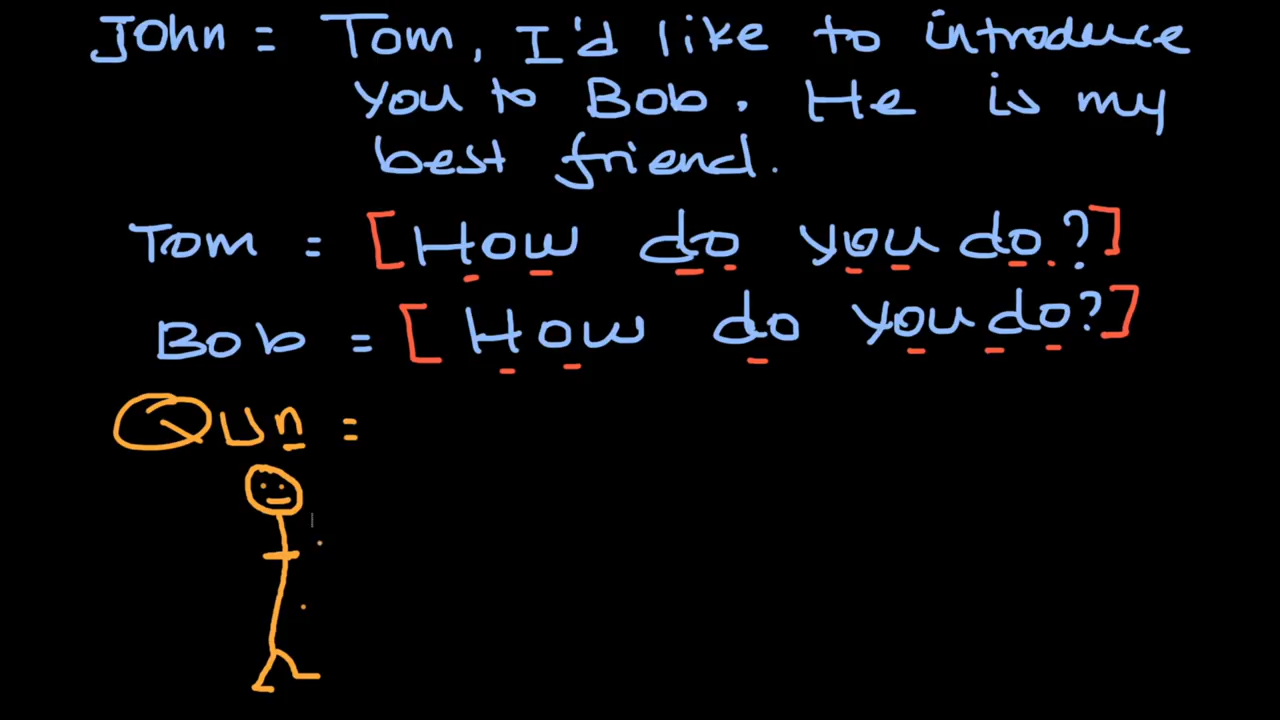 John = Tom, I'd like to introduce
you to Bob. He is my
best friend.
Tom = [How do you do?]
Bob = [How do you do?]
Qun =